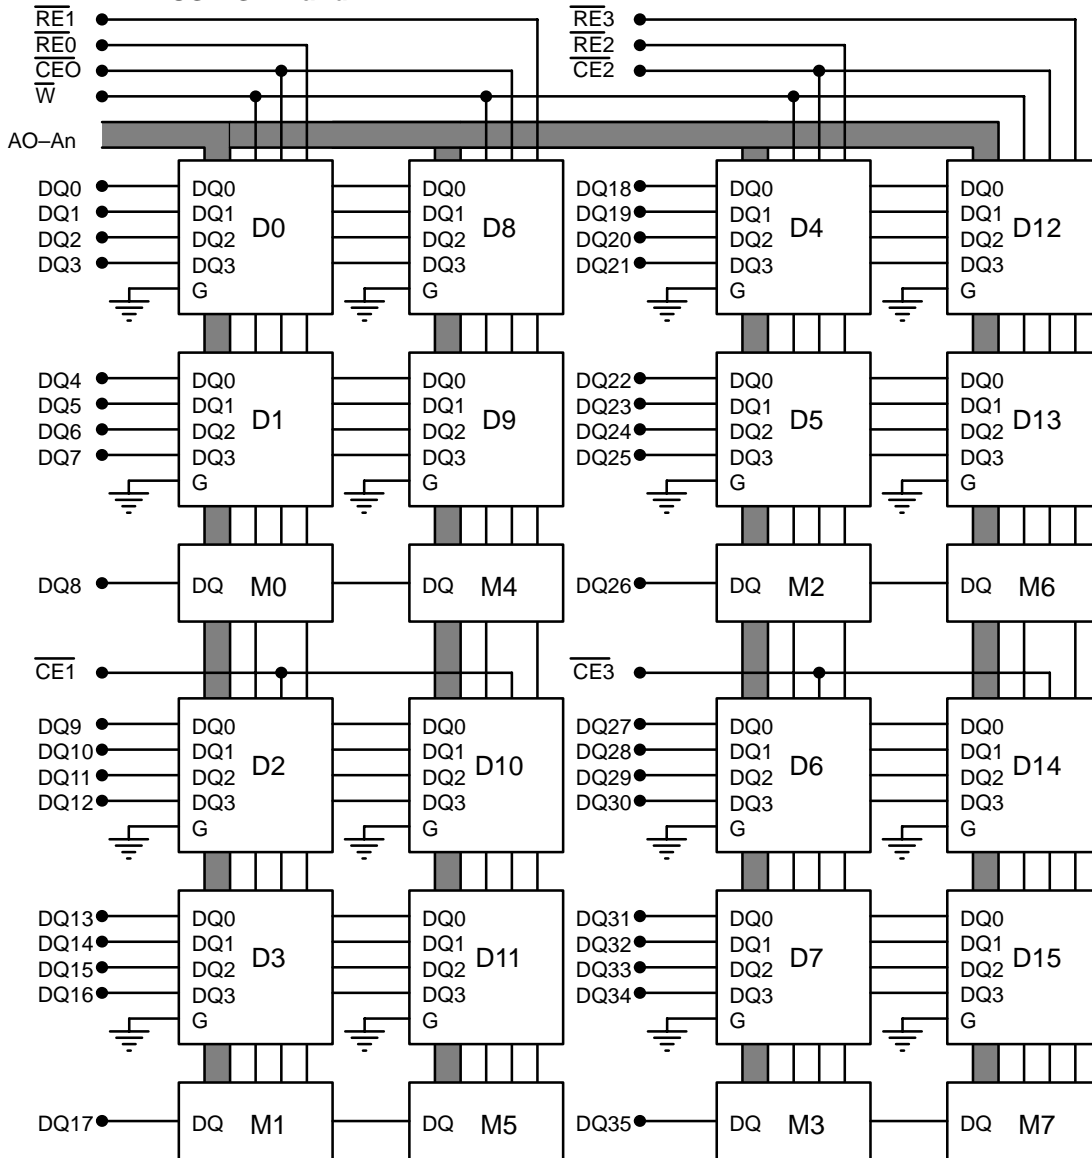 RE1 RE3
RE0 RE2
CEO CE2
W
AO–An
DQ0 DQ0 DQ0 DQ18 DQ0 DQ0
DQ1 DQ1 DQ1 DQ19 DQ1 DQ1
D0 D8 D4 D12
DQ2 DQ2 DQ2 DQ20 DQ2 DQ2
DQ3 DQ3 DQ3 DQ21 DQ3 DQ3
G G G G
DQ4 DQ0 DQ0 DQ22 DQ0 DQ0
DQ5 DQ1 DQ1 DQ23 DQ1 DQ1
D1 D9 D5 D13
DQ6 DQ2 DQ2 DQ24 DQ2 DQ2
DQ7 DQ3 DQ3 DQ25 DQ3 DQ3
G G G G
DQ8 DQ M0 DQ M4 DQ26 DQ M2 DQ M6
CE1 CE3
DQ9 DQ0 DQ0 DQ27 DQ0 DQ0
DQ10 DQ1 DQ1 DQ28 DQ1 DQ1
D2 D10 D6 D14
DQ11 DQ2 DQ2 DQ29 DQ2 DQ2
DQ12 DQ3 DQ3 DQ30 DQ3 DQ3
G G G G
DQ13 DQ0 DQ0 DQ31 DQ0 DQ0
DQ14 DQ1 DQ1 DQ32 DQ1 DQ1
D3 D11 D7 D15
DQ15 DQ2 DQ2 DQ33 DQ2 DQ2
DQ16 DQ3 DQ3 DQ34 DQ3 DQ3
G G G G
DQ17 DQ M1 DQ M5 DQ35 DQ M3 DQ M7